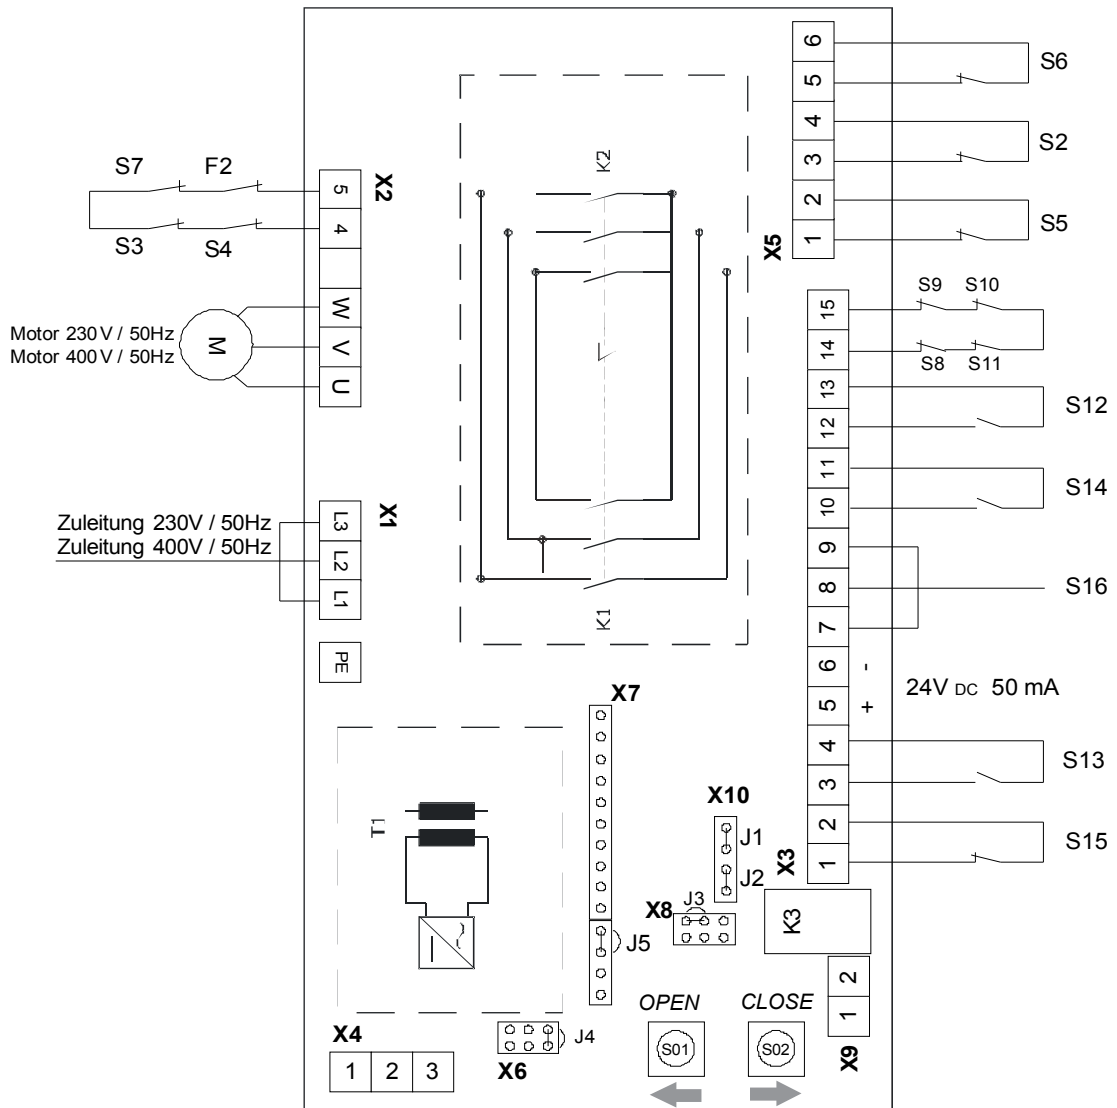 6
5
S6
4
3
S2
2
1
S5
X5
S7 F2
S3 S4
5
4
X2
W
V
U
Motor 230V / 50Hz
Motor 400V / 50Hz
M
K2
K1
15
14
13
12
11
10
9
8
7
6 -
5 +
4
3
2
1
S9 S10
S8 S11
S12
S14
S16
24V DC 50 mA
S13
S15
X3
Zuleitung 230V / 50Hz
Zuleitung 400V / 50Hz
L3
L2
L1
X1
PE
X7
T1
X10
J1
J2
X8 J3
J5
K3
2
1
X9
OPEN CLOSE
S01 S02
X4
1 2 3
X6
J4